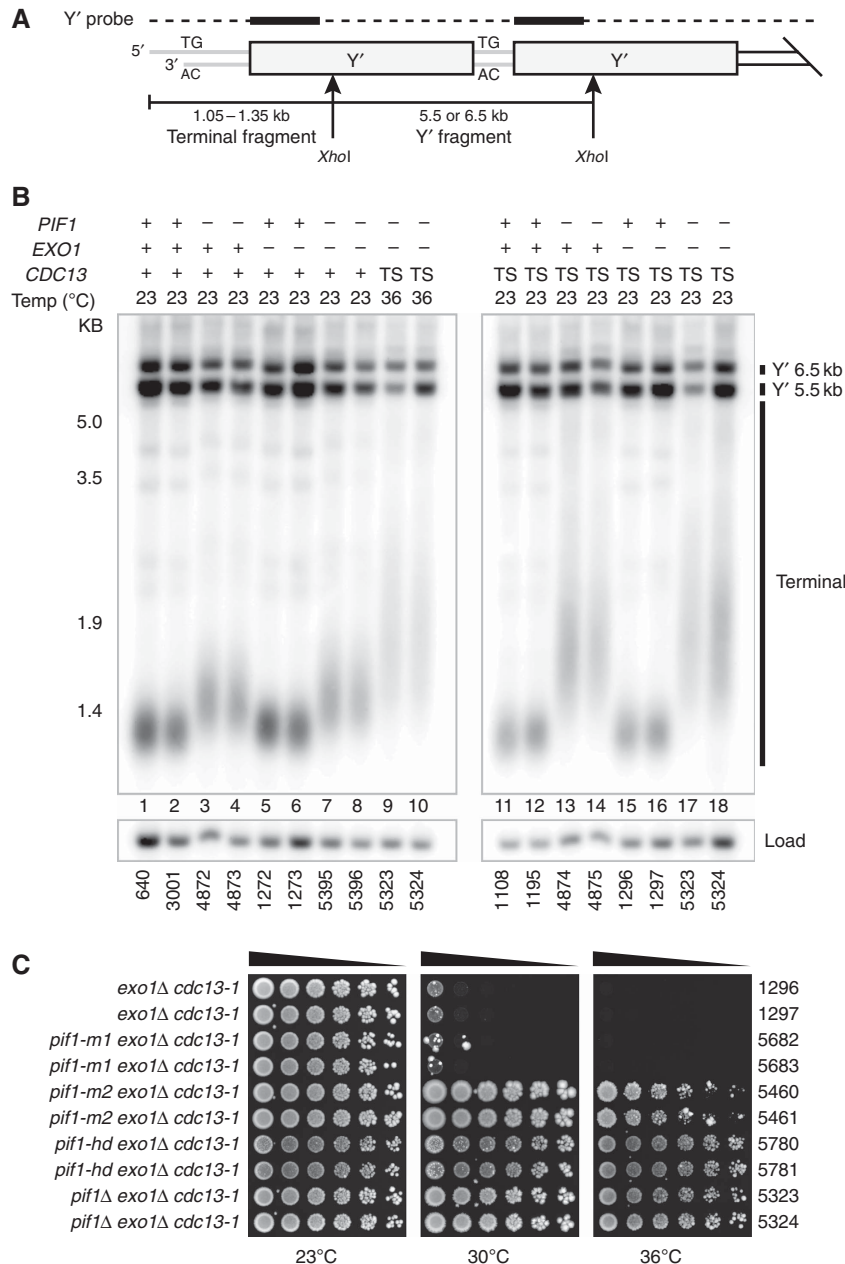 A
Y′ probe
5′ TG Y′ TG Y′
3′ AC AC
1.05–1.35 kb 5.5 or 6.5 kb
Terminal fragment Y′ fragment
XhoI XhoI
B
PIF1 + + – – + + – – – – + + – – + + – –
EXO1 + + + + – – – – – – + + + + – – – –
CDC13 + + + + + + + + TS TS TS TS TS TS TS TS TS TS
Temp (°C) 23 23 23 23 23 23 23 23 36 36 23 23 23 23 23 23 23 23
KB
Y′ 6.5 kb
Y′ 5.5 kb
5.0
3.5
Terminal
1.9
1.4
1 2 3 4 5 6 7 8 9 10 11 12 13 14 15 16 17 18
Load
640 3001 4872 4873 1272 1273 5395 5396 5323 5324 1108 1195 4874 4875 1296 1297 5323 5324
C
exo1Δ cdc13-1 1296
exo1Δ cdc13-1 1297
pif1-m1 exo1Δ cdc13-1 5682
pif1-m1 exo1Δ cdc13-1 5683
pif1-m2 exo1Δ cdc13-1 5460
pif1-m2 exo1Δ cdc13-1 5461
pif1-hd exo1Δ cdc13-1 5780
pif1-hd exo1Δ cdc13-1 5781
pif1Δ exo1Δ cdc13-1 5323
pif1Δ exo1Δ cdc13-1 5324
23°C 30°C 36°C